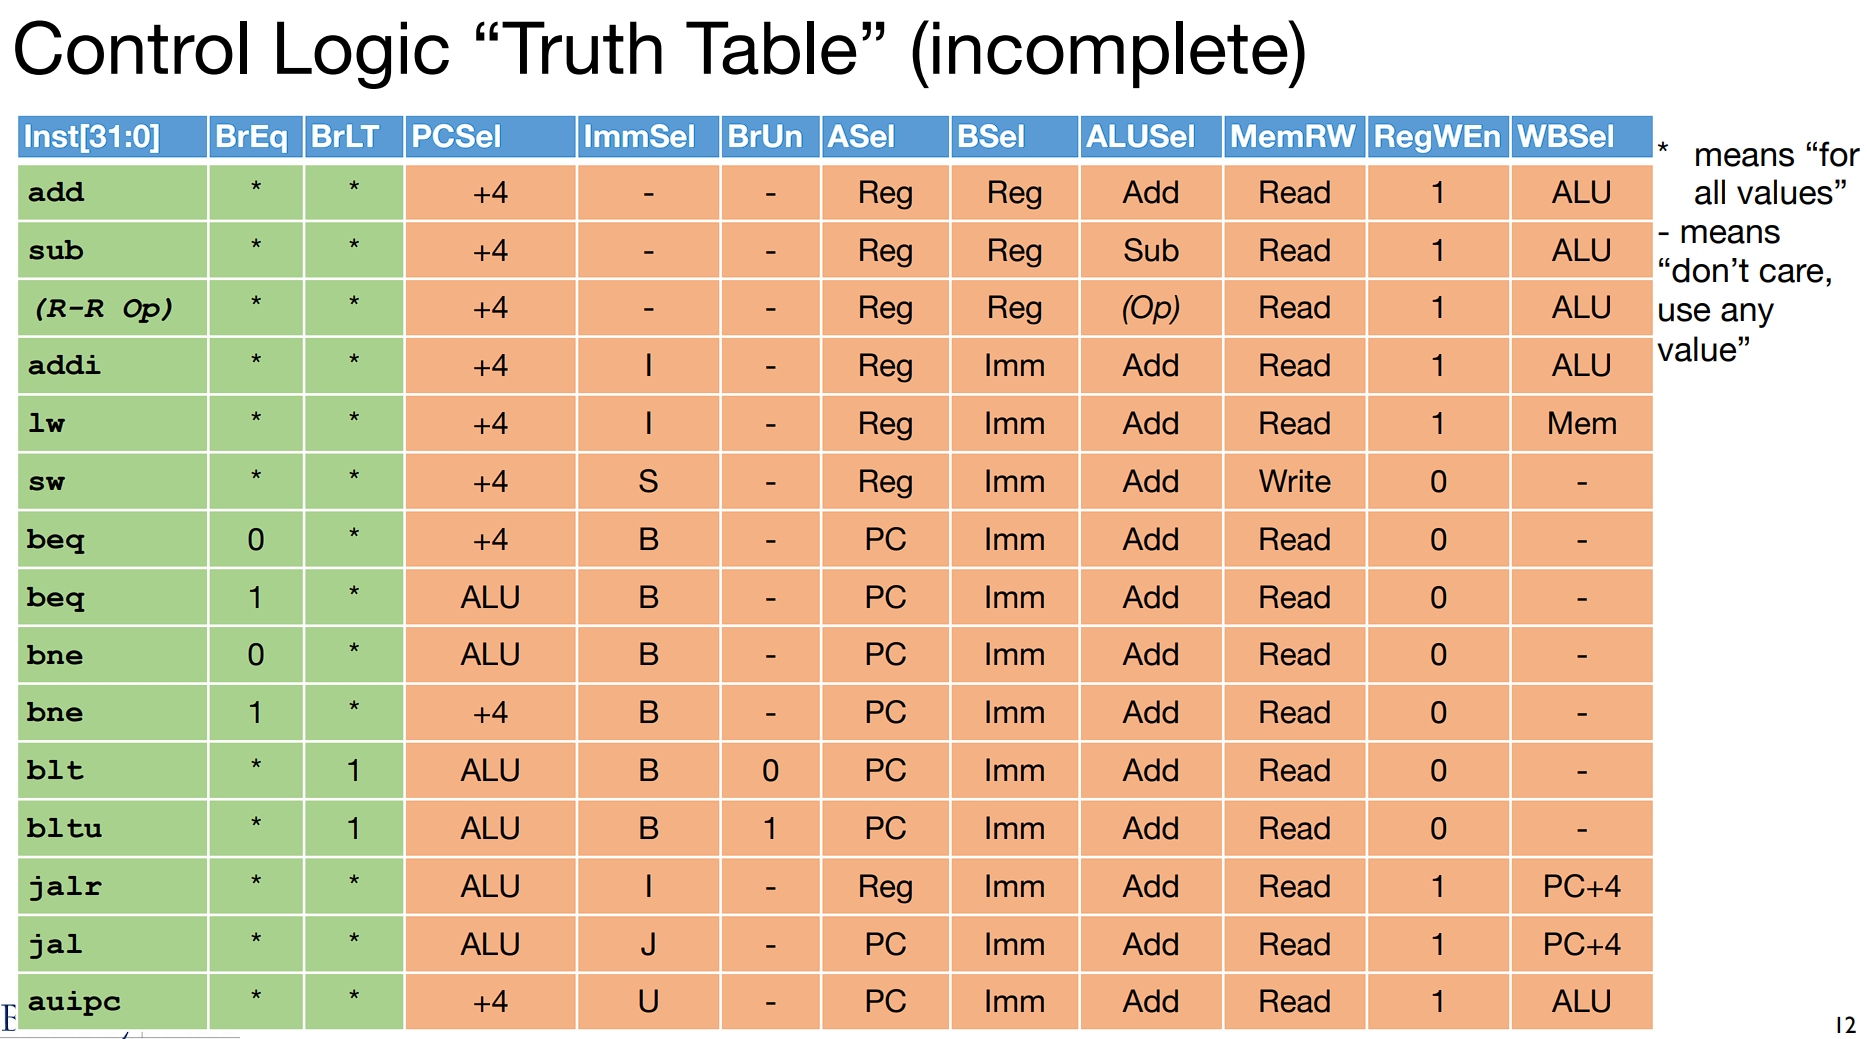 Control Logic “Truth Table” (incomplete)
Inst[31:0] BrEq BrLT PCSel ImmSel BrUn ASel BSel ALUSel MemRW RegWEn WBSel
add * * +4 - - Reg Reg Add Read 1 ALU
sub * * +4 - - Reg Reg Sub Read 1 ALU
(R-R Op) * * +4 - - Reg Reg (Op) Read 1 ALU
addi * * +4 I - Reg Imm Add Read 1 ALU
lw * * +4 I - Reg Imm Add Read 1 Mem
sw * * +4 S - Reg Imm Add Write 0 -
beq 0 * +4 B - PC Imm Add Read 0 -
beq 1 * ALU B - PC Imm Add Read 0 -
bne 0 * ALU B - PC Imm Add Read 0 -
bne 1 * +4 B - PC Imm Add Read 0 -
blt * 1 ALU B 0 PC Imm Add Read 0 -
bltu * 1 ALU B 1 PC Imm Add Read 0 -
jalr * * ALU I - Reg Imm Add Read 1 PC+4
jal * * ALU J - PC Imm Add Read 1 PC+4
auipc * * +4 U - PC Imm Add Read 1 ALU
* means “for
all values”
- means
“don’t care,
use any
value”
12